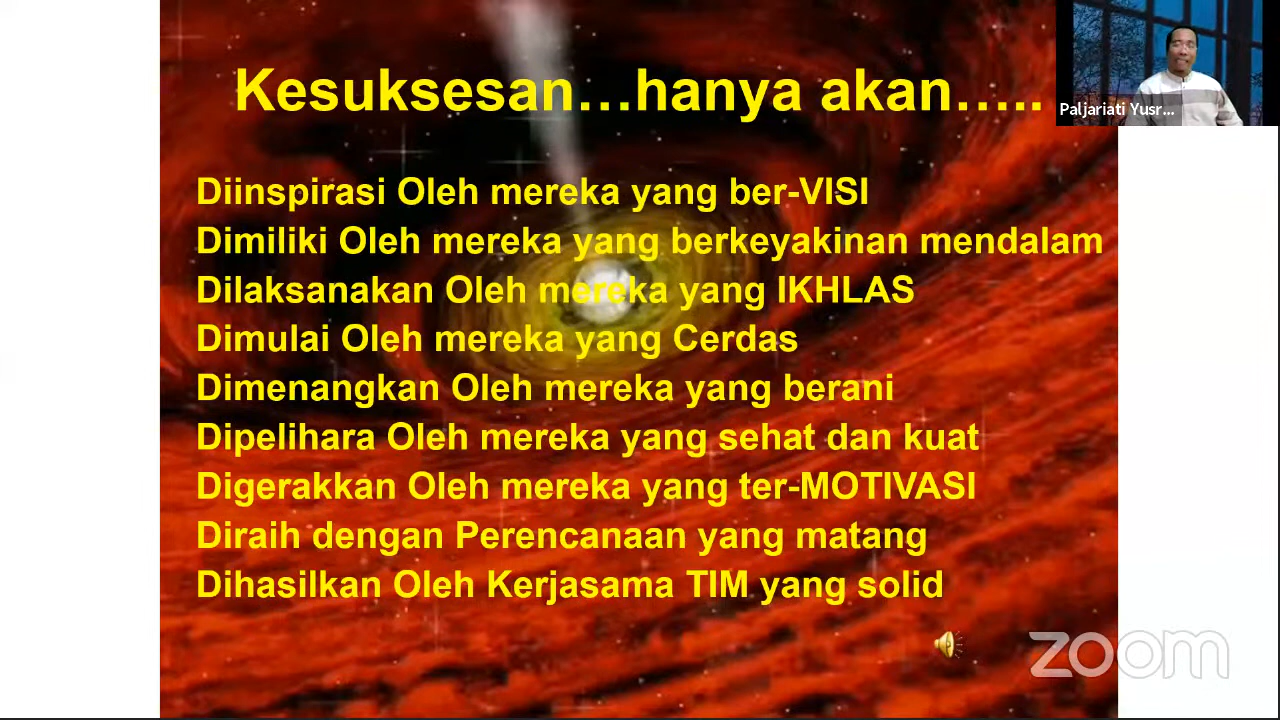 Kesuksesan…hanya akan…..
Paljariati Yusr...
Diinspirasi Oleh mereka yang ber-VISI
Dimiliki Oleh mereka yang berkeyakinan mendalam
Dilaksanakan Oleh mereka yang IKHLAS
Dimulai Oleh mereka yang Cerdas
Dimenangkan Oleh mereka yang berani
Dipelihara Oleh mereka yang sehat dan kuat
Digerakkan Oleh mereka yang ter-MOTIVASI
Diraih dengan Perencanaan yang matang
Dihasilkan Oleh Kerjasama TIM yang solid
zoom